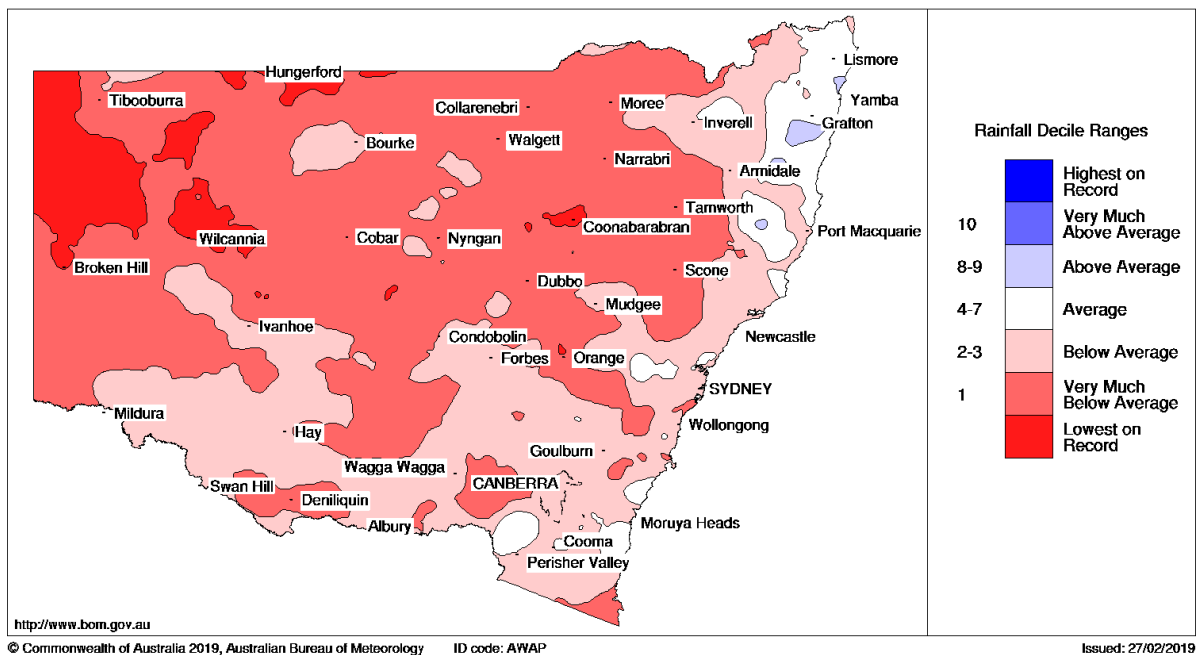 Hungerford
Tibooburra
Collarenebri
Moree
Lismore
Yamba
Inverell
Grafton
Bourke
Walgett
Narrabri
Armidale
Tamworth
Wilcannia
Cobar
Nyngan
Coonabarabran
Port Macquarie
Broken Hill
Scone
Dubbo
Mudgee
Ivanhoe
Condobolin
Newcastle
Forbes
Orange
SYDNEY
Mildura
Hay
Wollongong
Goulburn
Wagga Wagga
CANBERRA
Swan Hill
Deniliquin
Albury
Moruya Heads
Cooma
Perisher Valley
Rainfall Decile Ranges
Highest on
Record
10
Very Much
Above Average
8-9
Above Average
4-7
Average
2-3
Below Average
1
Very Much
Below Average
Lowest on
Record
http://www.bom.gov.au
© Commonwealth of Australia 2019, Australian Bureau of Meteorology
ID code: AWAP
Issued: 27/02/2019